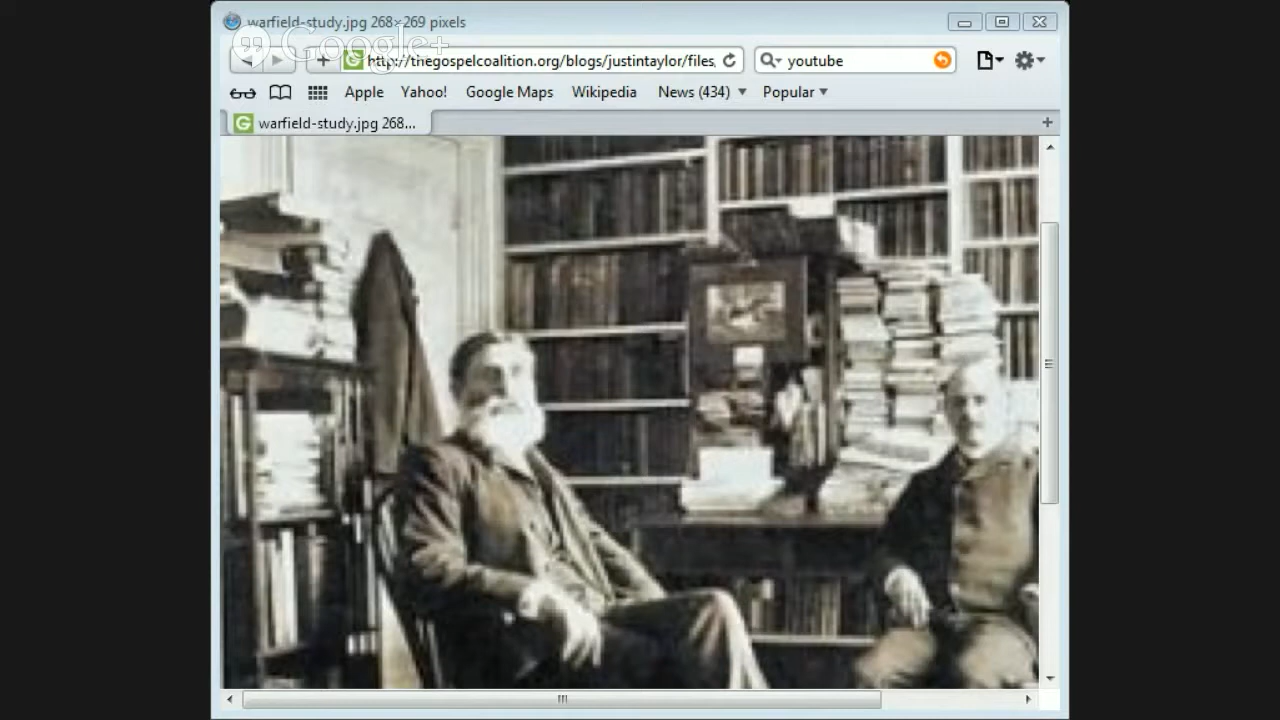 warfield-study.jpg 268×269 pixels
Google+
http://thegospelcoalition.org/blogs/justintaylor/files,
youtube
Apple Yahoo! Google Maps Wikipedia News (434) Popular
warfield-study.jpg 268...